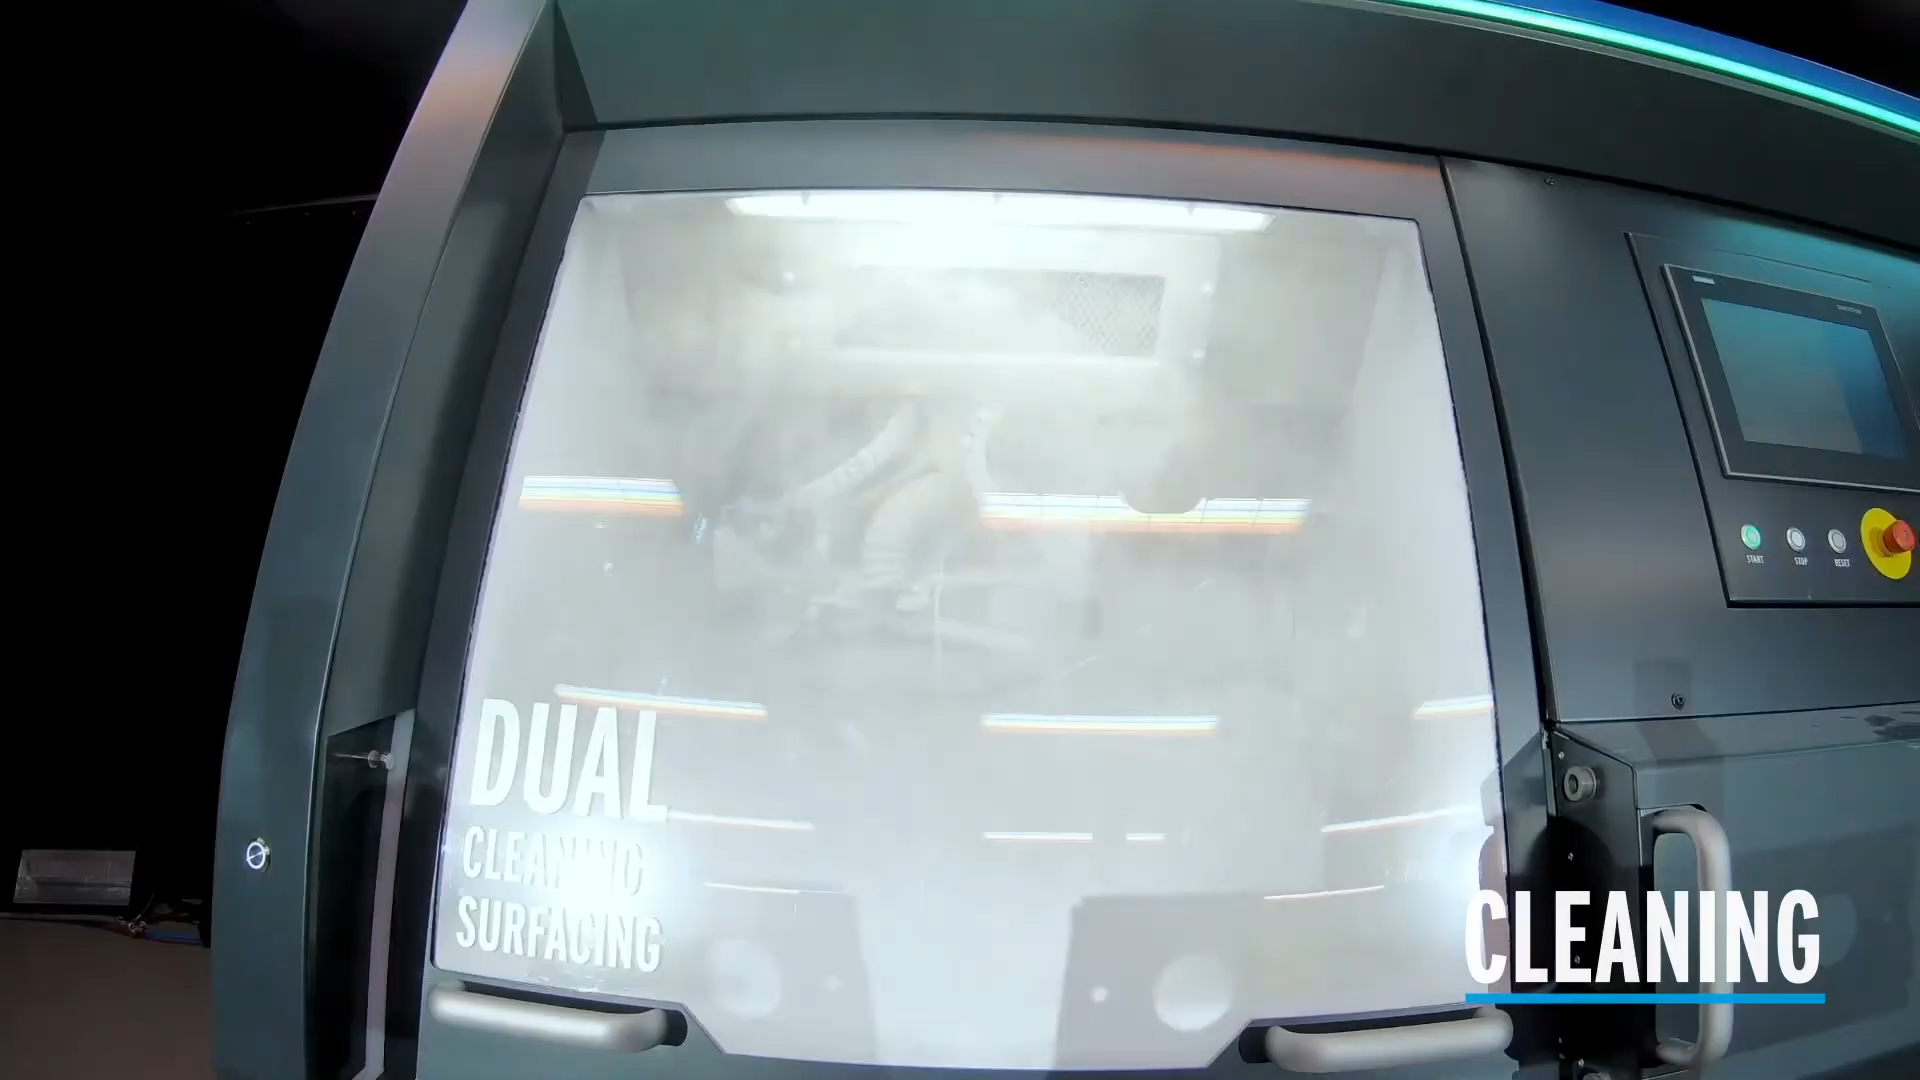 START
STOP
RESET
DUAL
CLEANING
SURFACING
CLEANING